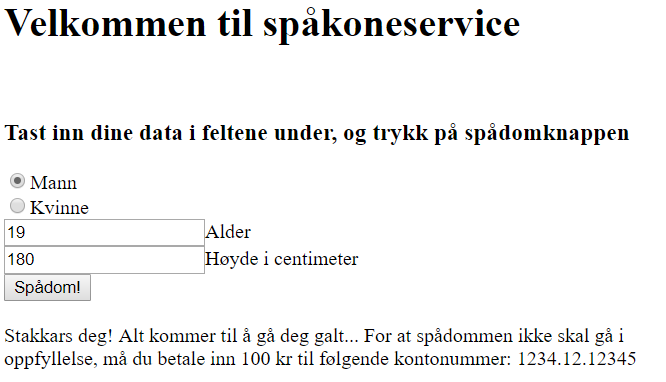 Velkommen til spåkoneservice
Tast inn dine data i feltene under, og trykk på spådomknappen
Mann
Kvinne
19 Alder
180 Høyde i centimeter
Spådom!
Stakkars deg! Alt kommer til å gå deg galt... For at spådommen ikke skal gå i
oppfyllelse, må du betale inn 100 kr til følgende kontonummer: 1234.12.12345